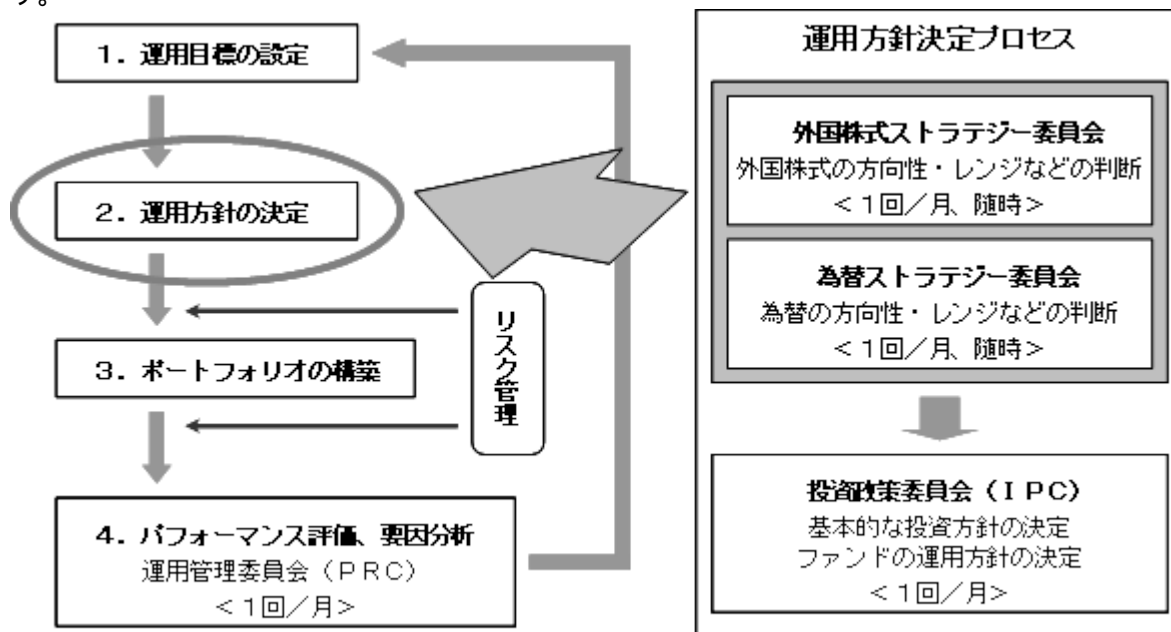 す。
1．運用目標の設定
2．運用方針の決定
リスク管理
3．ポートフォリオの構築
4．パフォーマンス評価、要因分析
運用管理委員会（ＰＲＣ）
＜１回／月＞
運用方針決定プロセス
外国株式ストラテジー委員会
外国株式の方向性・レンジなどの判断
＜１回／月、随時＞
為替ストラテジー委員会
為替の方向性・レンジなどの判断
＜１回／月、随時＞
投資政策委員会（ＩＰＣ）
基本的な投資方針の決定
ファンドの運用方針の決定
＜１回／月＞